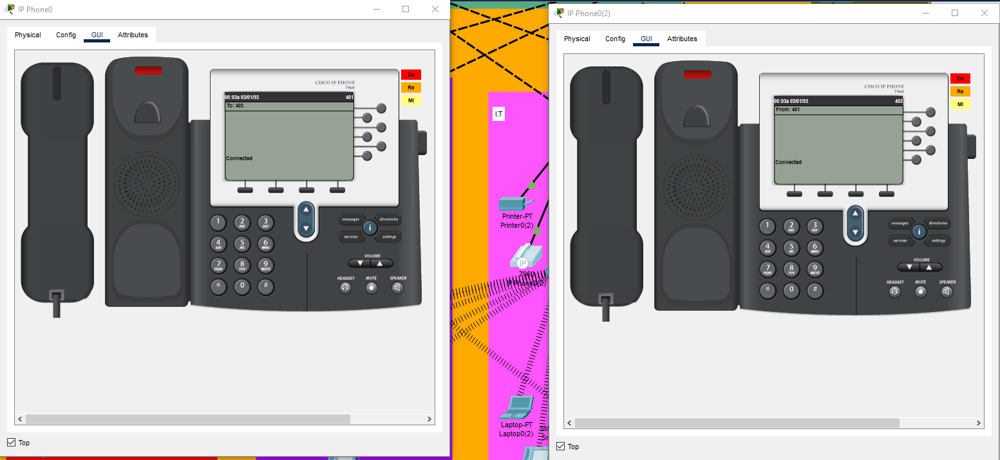 IP Phone0
Physical Config GUI Attributes
CISCO IP PHONE
7960
00:03a 03/01/93 401
To: 403
Connected
Do
Re
MI
1 2 ABC 3 DEF
4 GHI 5 JKL 6 MNO
7 PQRS 8 TUV 9 WXYZ
* 0 #
messages directories
i
services settings
VOLUME
HEADSET MUTE SPEAKER
Top
I.T
Printer-PT
Printer0(2)
IP
7960
IP Phone0(2)
Laptop-PT
Laptop0(2)
SM
Sr
IP Phone0(2)
Physical Config GUI Attributes
CISCO IP PHONE
7960
00:03a 03/01/93 403
From: 401
Connected
Do
Re
MI
1 2 ABC 3 DEF
4 GHI 5 JKL 6 MNO
7 PQRS 8 TUV 9 WXYZ
* 0 #
messages directories
i
services settings
VOLUME
HEADSET MUTE SPEAKER
Top